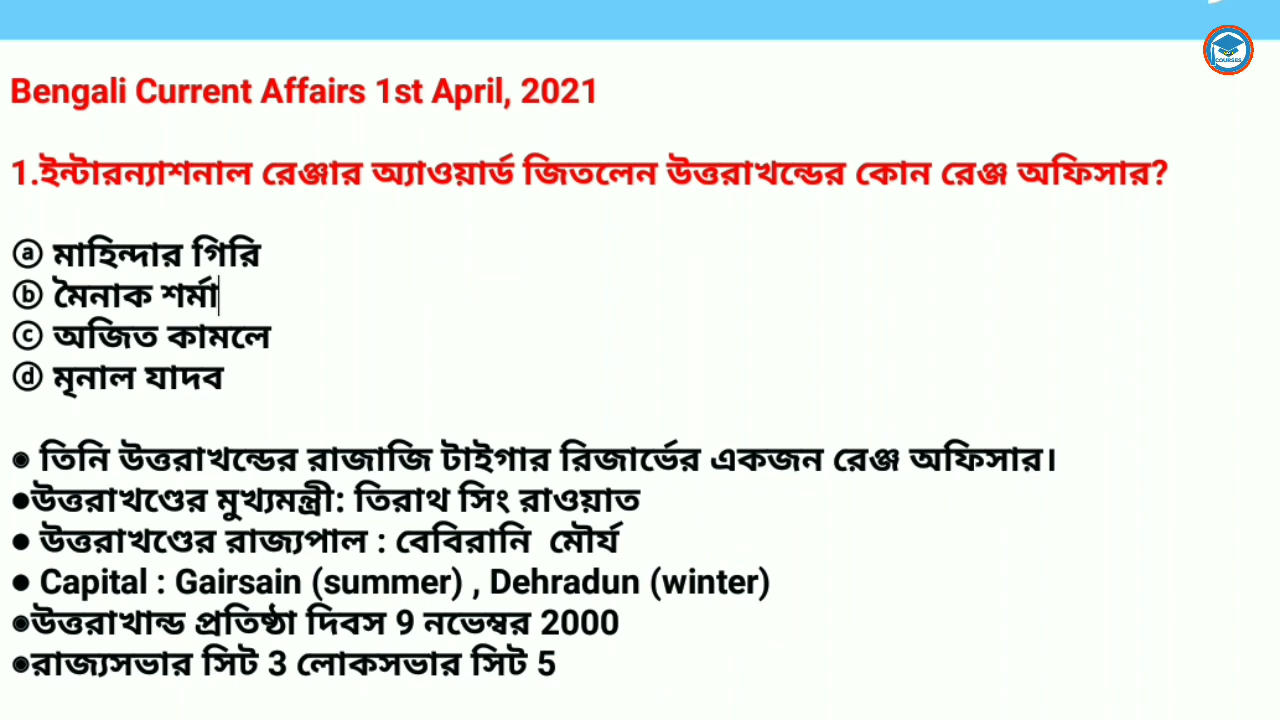 COURSES
Bengali Current Affairs 1st April, 2021
1.ইন্টারন্যাশনাল রেঞ্জার অ্যাওয়ার্ড জিতলেন উত্তরাখন্ডের কোন রেঞ্জ অফিসার?
ⓐ মাহিন্দার গিরি
ⓑ মৈনাক শর্মা
ⓒ অজিত কামলে
ⓓ মৃনাল যাদব
◉ তিনি উত্তরাখন্ডের রাজাজি টাইগার রিজার্ভের একজন রেঞ্জ অফিসার।
●উত্তরাখণ্ডের মুখ্যমন্ত্রী: তিরাথ সিং রাওয়াত
● উত্তরাখণ্ডের রাজ্যপাল : বেবিরানি মৌর্য
● Capital : Gairsain (summer) , Dehradun (winter)
◉উত্তরাখান্ড প্রতিষ্ঠা দিবস 9 নভেম্বর 2000
◉রাজ্যসভার সিট 3 লোকসভার সিট 5